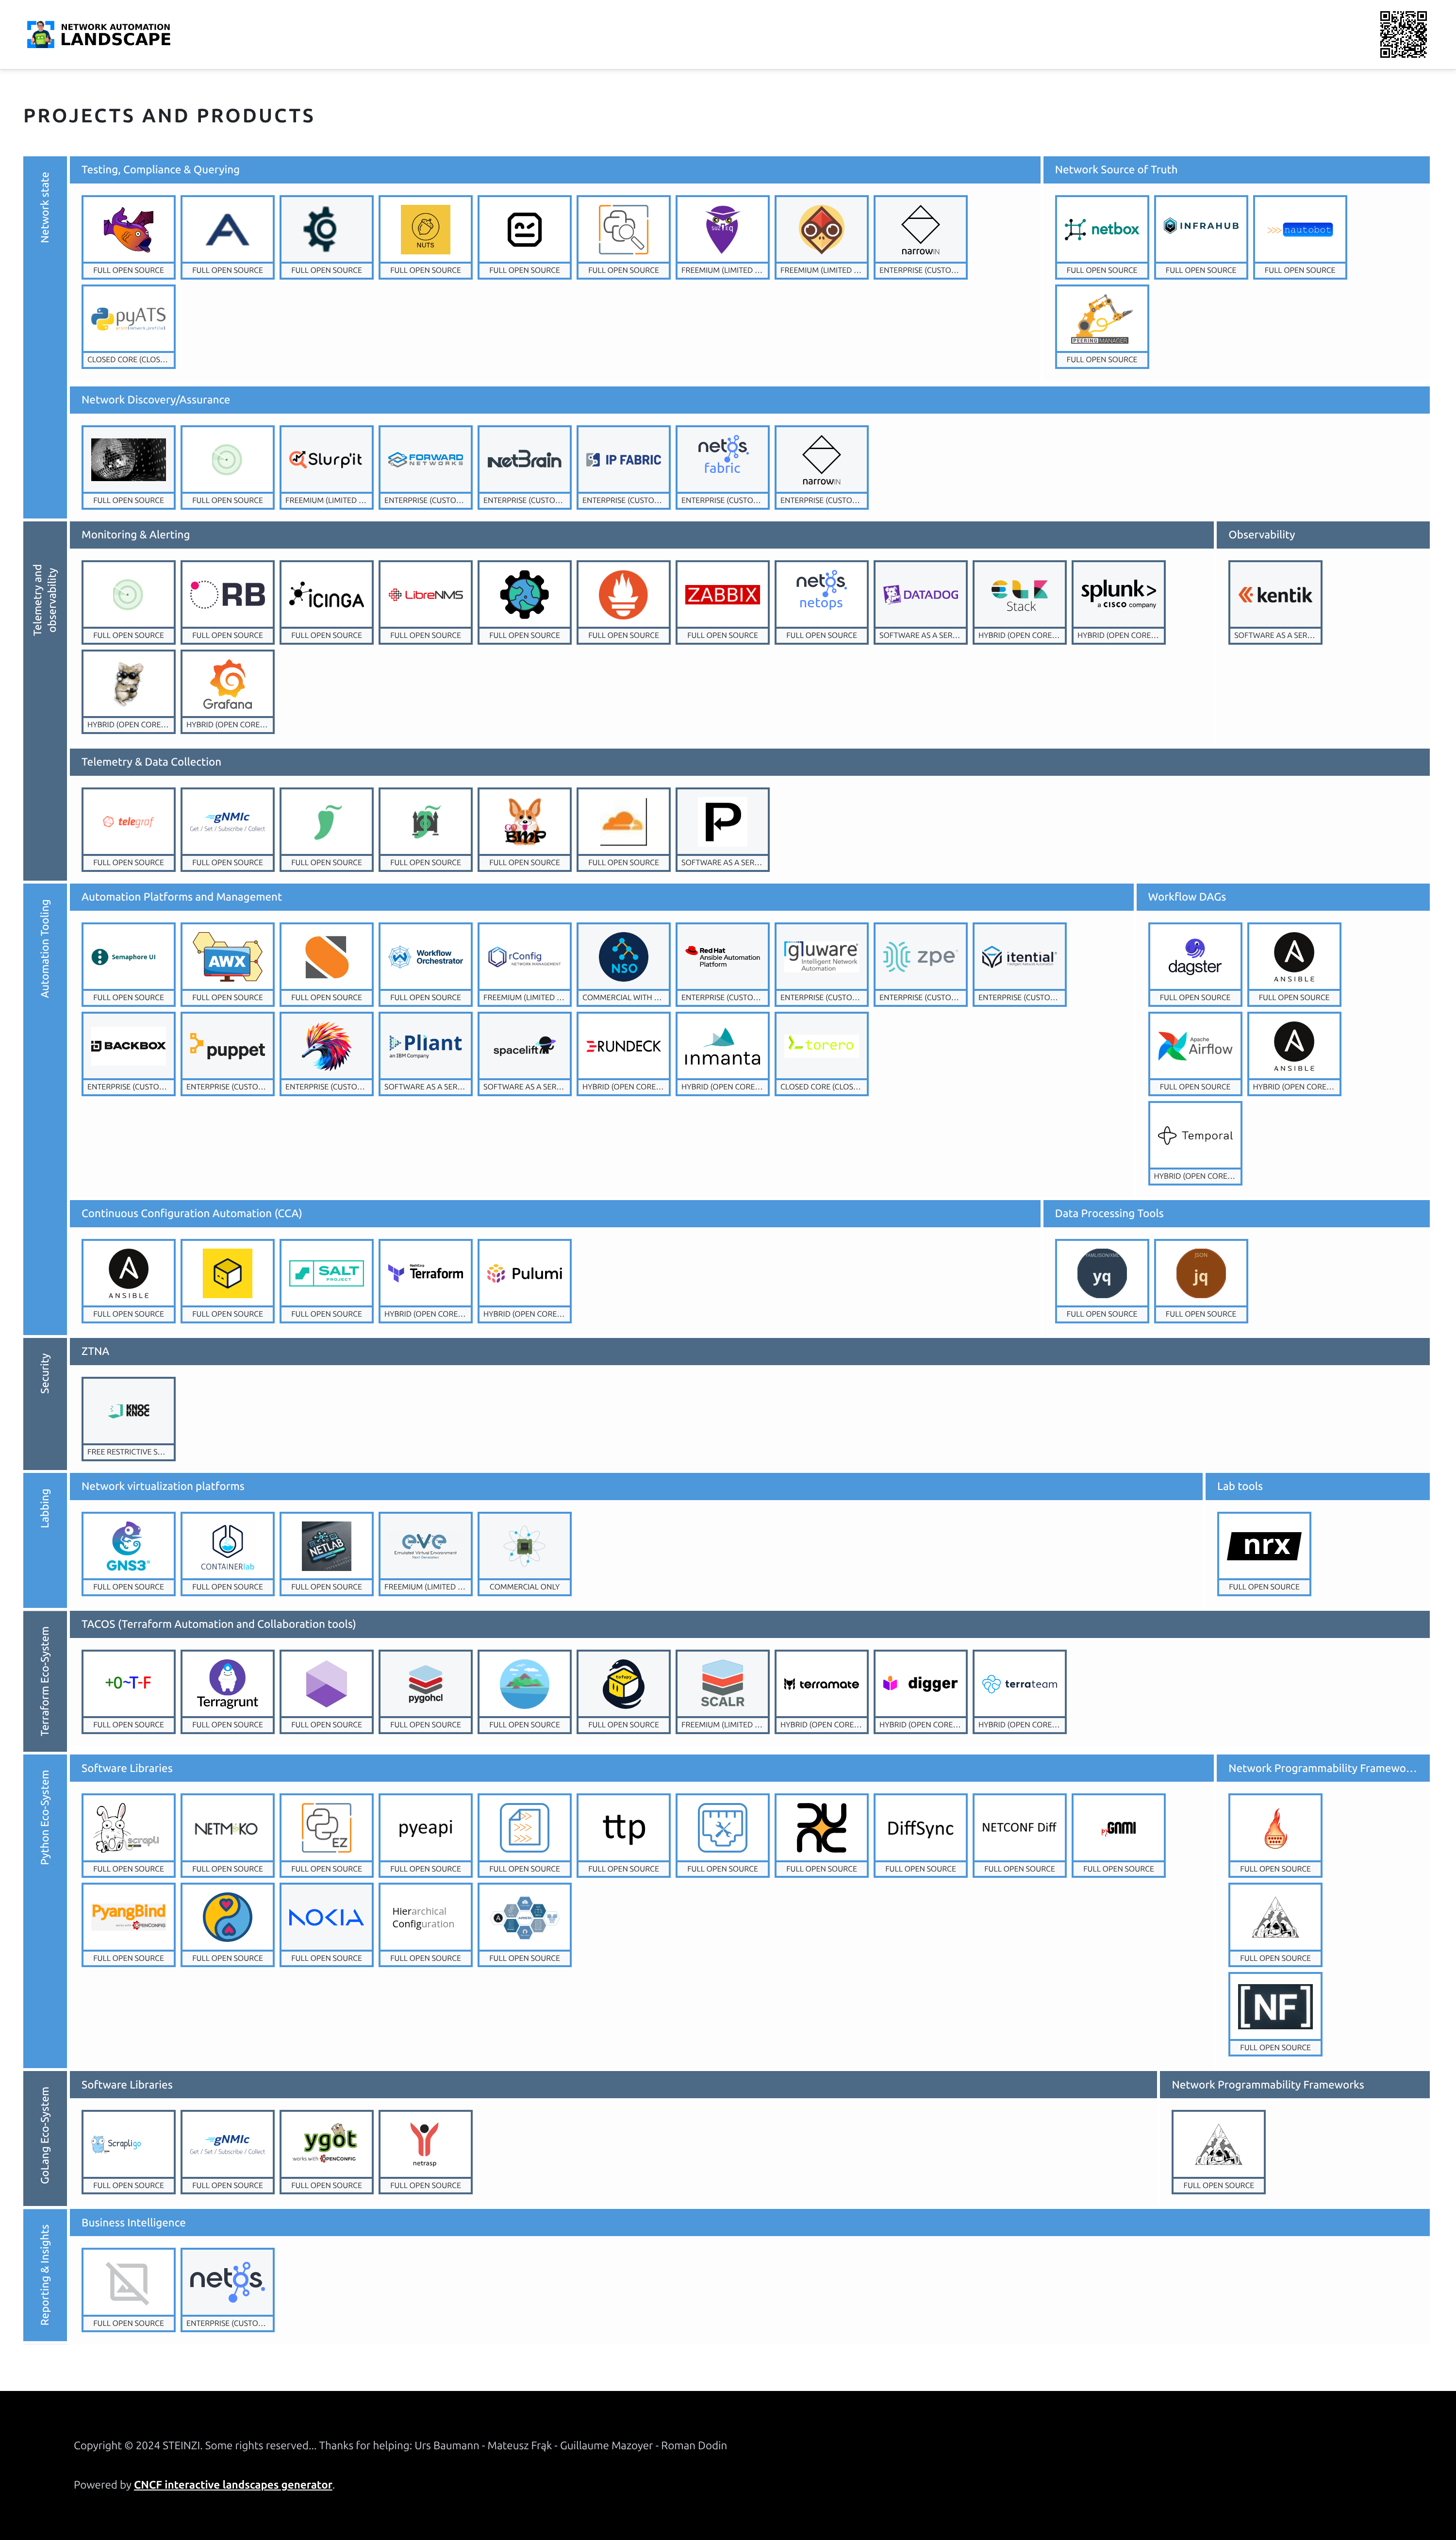 NETWORK AUTOMATION
LANDSCAPE
PROJECTS AND PRODUCTS
Network state
Testing, Compliance & Querying
NUTS
suzieq
narrowIN
FULL OPEN SOURCE FULL OPEN SOURCE FULL OPEN SOURCE FULL OPEN SOURCE FULL OPEN SOURCE FULL OPEN SOURCE FREEMIUM (LIMITED ... FREEMIUM (LIMITED ... ENTERPRISE (CUSTO...
pyATS
CLOSED CORE (CLOS...
Network Source of Truth
netbox INFRAHUB >>> nautobot
FULL OPEN SOURCE FULL OPEN SOURCE FULL OPEN SOURCE
PEERING MANAGER
FULL OPEN SOURCE
Network Discovery/Assurance
Slurp'it FORWARD NETWORKS netBrain IP FABRIC netos fabric narrowIN
FULL OPEN SOURCE FULL OPEN SOURCE FREEMIUM (LIMITED ... ENTERPRISE (CUSTO... ENTERPRISE (CUSTO... ENTERPRISE (CUSTO... ENTERPRISE (CUSTO... ENTERPRISE (CUSTO...
Telemetry and
observability
Monitoring & Alerting
ORB ICINGA LibreNMS ZABBIX netos netops DATADOG ELK Stack splunk> a CISCO company
FULL OPEN SOURCE FULL OPEN SOURCE FULL OPEN SOURCE FULL OPEN SOURCE FULL OPEN SOURCE FULL OPEN SOURCE FULL OPEN SOURCE FULL OPEN SOURCE SOFTWARE AS A SER... HYBRID (OPEN CORE... HYBRID (OPEN CORE...
Grafana
HYBRID (OPEN CORE... HYBRID (OPEN CORE...
Observability
kentik
SOFTWARE AS A SER...
Telemetry & Data Collection
telegraf gNMIc Get / Set / Subscribe / Collect GO BMP P
FULL OPEN SOURCE FULL OPEN SOURCE FULL OPEN SOURCE FULL OPEN SOURCE FULL OPEN SOURCE FULL OPEN SOURCE SOFTWARE AS A SER...
Automation Tooling
Automation Platforms and Management
Semaphore UI AWX Workflow Orchestrator rConfig NETWORK MANAGEMENT NSO Red Hat Ansible Automation Platform gluware Intelligent Network Automation zpe itential
FULL OPEN SOURCE FULL OPEN SOURCE FULL OPEN SOURCE FULL OPEN SOURCE FREEMIUM (LIMITED ... COMMERCIAL WITH ... ENTERPRISE (CUSTO... ENTERPRISE (CUSTO... ENTERPRISE (CUSTO... ENTERPRISE (CUSTO...
BACKBOX puppet Pliant an IBM Company spacelift RUNDECK inmanta torero
ENTERPRISE (CUSTO... ENTERPRISE (CUSTO... ENTERPRISE (CUSTO... SOFTWARE AS A SER... SOFTWARE AS A SER... HYBRID (OPEN CORE... HYBRID (OPEN CORE... CLOSED CORE (CLOS...
Workflow DAGs
dagster ANSIBLE
FULL OPEN SOURCE FULL OPEN SOURCE
Apache Airflow ANSIBLE
FULL OPEN SOURCE HYBRID (OPEN CORE...
Temporal
HYBRID (OPEN CORE...
Continuous Configuration Automation (CCA)
ANSIBLE SALT PROJECT HashiCorp Terraform Pulumi
FULL OPEN SOURCE FULL OPEN SOURCE FULL OPEN SOURCE HYBRID (OPEN CORE... HYBRID (OPEN CORE...
Data Processing Tools
yq JSON jq
FULL OPEN SOURCE FULL OPEN SOURCE
Security
ZTNA
KNOC KNOC
FREE RESTRICTIVE S...
Labbing
Network virtualization platforms
GNS3 CONTAINERlab NETLAB eve Emulated Virtual Environment Next Generation
FULL OPEN SOURCE FULL OPEN SOURCE FULL OPEN SOURCE FREEMIUM (LIMITED ... COMMERCIAL ONLY
Lab tools
nrx
FULL OPEN SOURCE
Terraform Eco-System
TACOS (Terraform Automation and Collaboration tools)
+O~T-F Terragrunt pygohcl tofuenv SCALR terramate digger terrateam
FULL OPEN SOURCE FULL OPEN SOURCE FULL OPEN SOURCE FULL OPEN SOURCE FULL OPEN SOURCE FULL OPEN SOURCE FREEMIUM (LIMITED ... HYBRID (OPEN CORE... HYBRID (OPEN CORE... HYBRID (OPEN CORE...
Python Eco-System
Software Libraries
scrapli NETMIKO EZ pyeapi ttp DiffSync NETCONF Diff pyGNMI
FULL OPEN SOURCE FULL OPEN SOURCE FULL OPEN SOURCE FULL OPEN SOURCE FULL OPEN SOURCE FULL OPEN SOURCE FULL OPEN SOURCE FULL OPEN SOURCE FULL OPEN SOURCE FULL OPEN SOURCE FULL OPEN SOURCE
PyangBind works with OPENCONFIG NOKIA Hierarchical Configuration
FULL OPEN SOURCE FULL OPEN SOURCE FULL OPEN SOURCE FULL OPEN SOURCE FULL OPEN SOURCE
Network Programmability Framewo...
FULL OPEN SOURCE
FULL OPEN SOURCE
[NF]
FULL OPEN SOURCE
GoLang Eco-System
Software Libraries
Scrapligo gNMIc Get / Set / Subscribe / Collect ygot works with OPENCONFIG netrasp
FULL OPEN SOURCE FULL OPEN SOURCE FULL OPEN SOURCE FULL OPEN SOURCE
Network Programmability Frameworks
FULL OPEN SOURCE
Reporting & Insights
Business Intelligence
netos
FULL OPEN SOURCE ENTERPRISE (CUSTO...
Copyright © 2024 STEINZI. Some rights reserved... Thanks for helping: Urs Baumann - Mateusz Frąk - Guillaume Mazoyer - Roman Dodin
Powered by CNCF interactive landscapes generator.